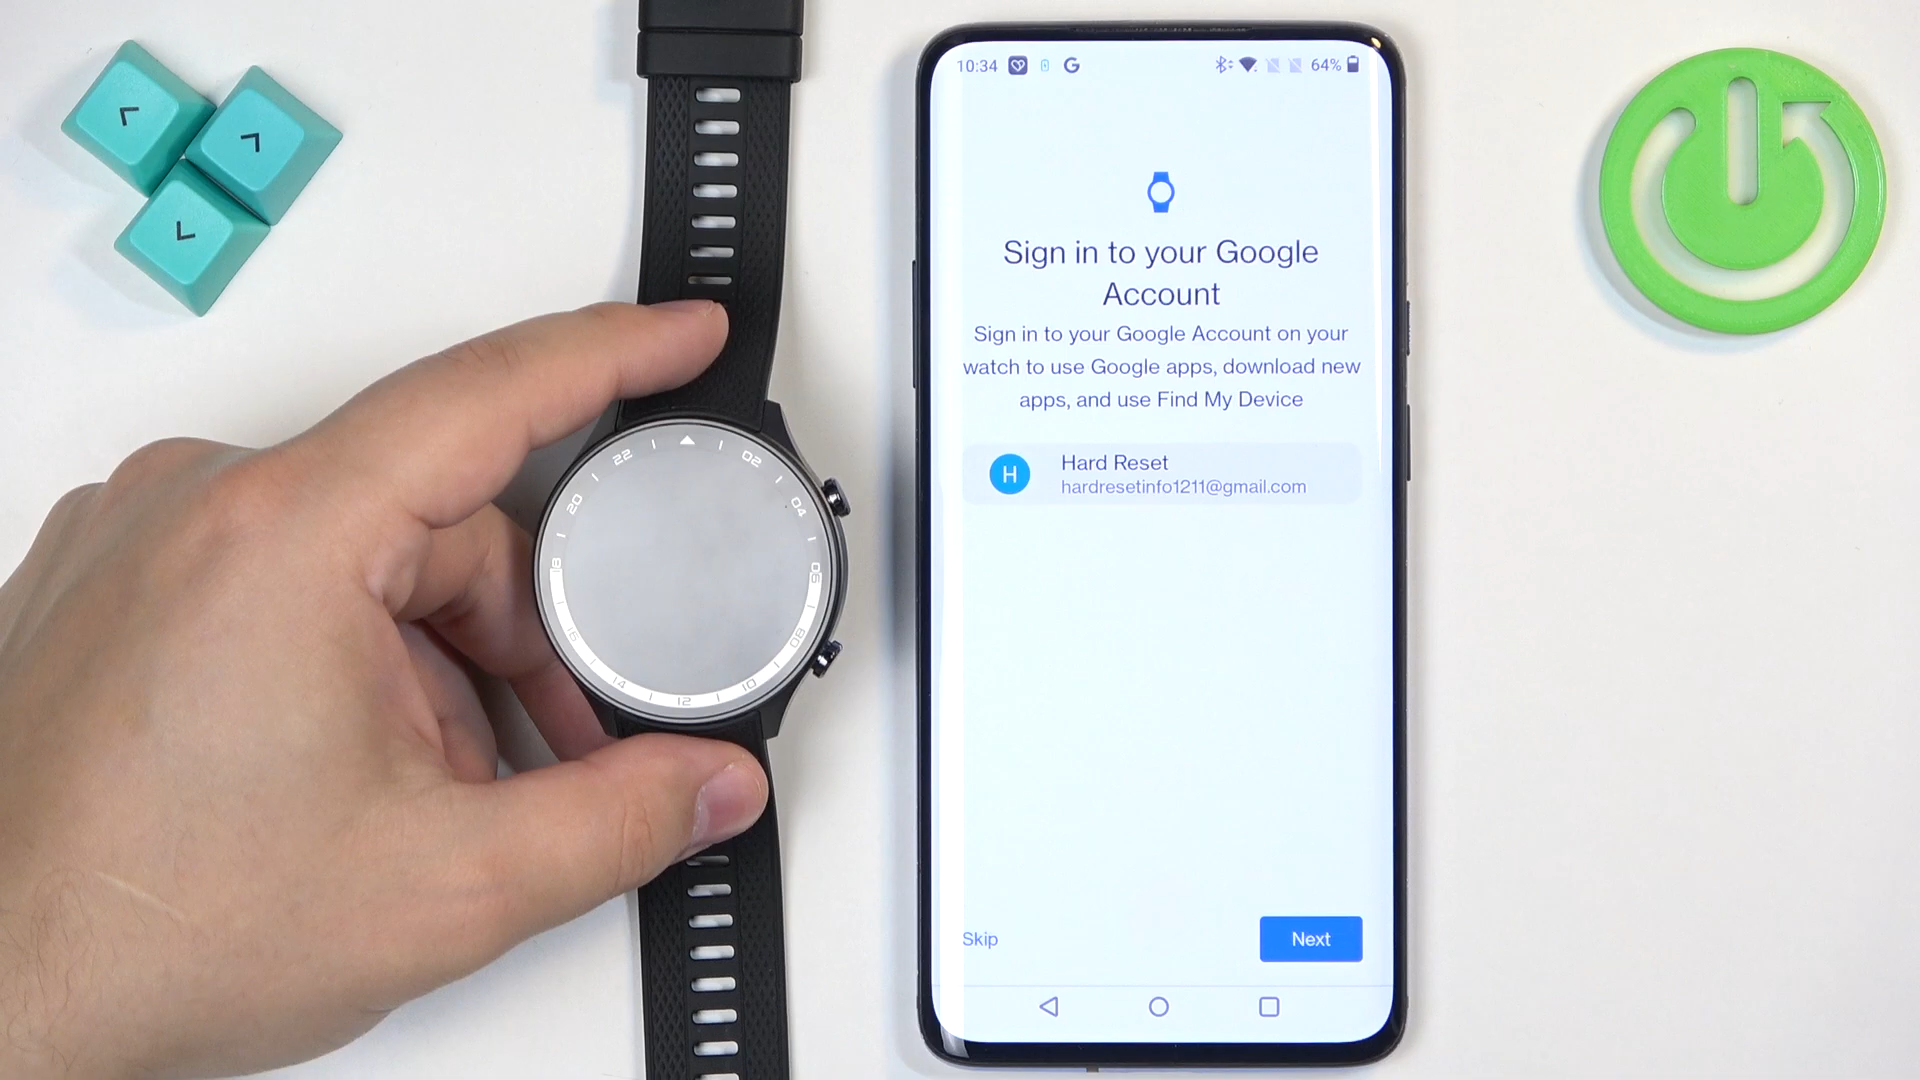 10:34
64%
Sign in to your Google
Account
Sign in to your Google Account on your
watch to use Google apps, download new
apps, and use Find My Device
H
Hard Reset
hardresetinfo1211@gmail.com
Skip
Next
22
02
20
04
18
06
16
08
14
12
10